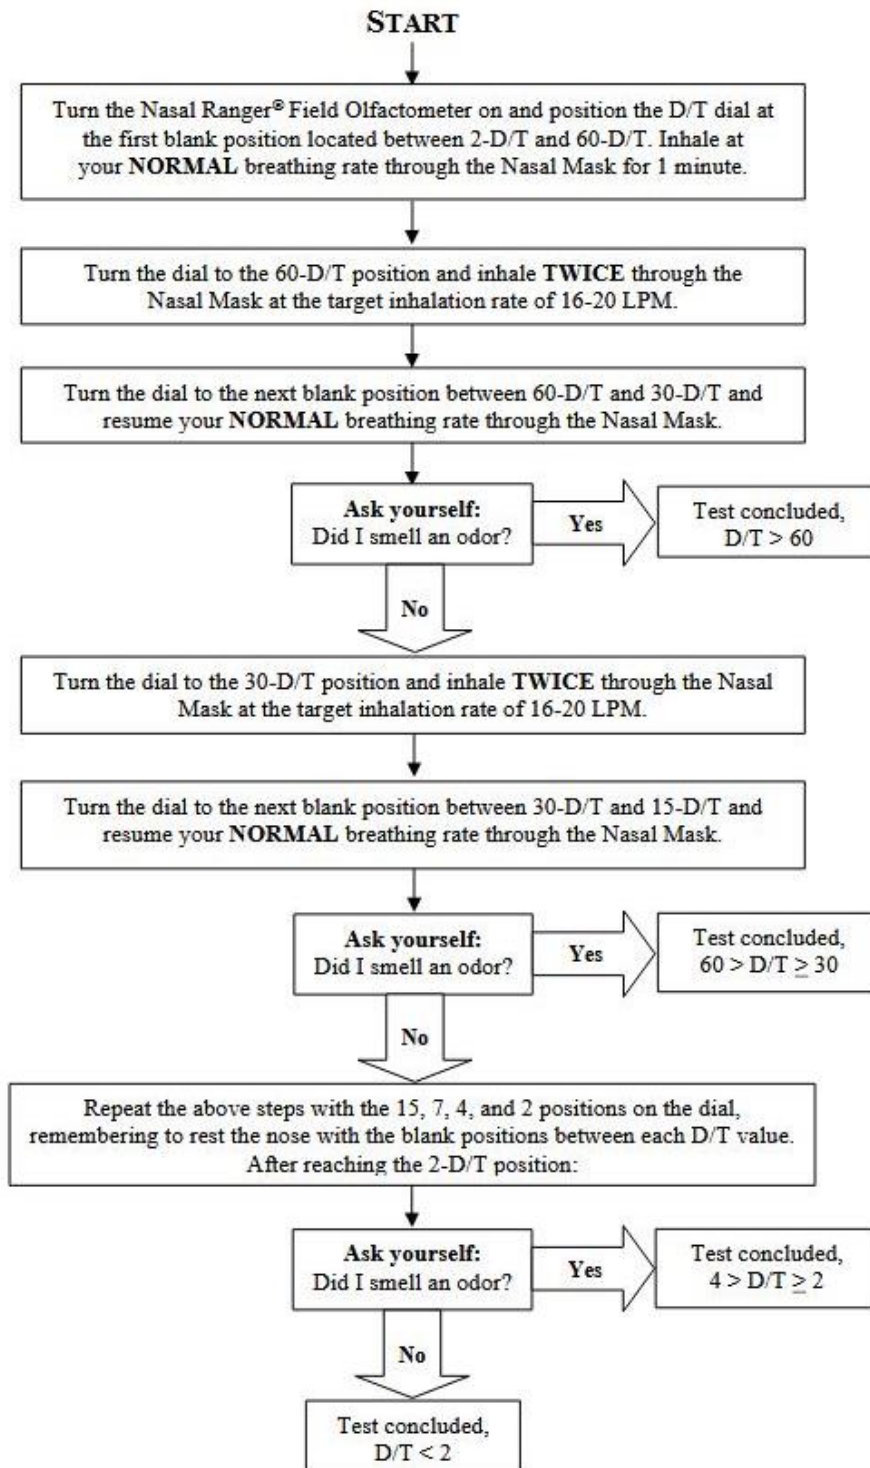 START
Turn the Nasal Ranger® Field Olfactometer on and position the D/T dial at
the first blank position located between 2-D/T and 60-D/T. Inhale at
your NORMAL breathing rate through the Nasal Mask for 1 minute.
Turn the dial to the 60-D/T position and inhale TWICE through the
Nasal Mask at the target inhalation rate of 16-20 LPM.
Turn the dial to the next blank position between 60-D/T and 30-D/T and
resume your NORMAL breathing rate through the Nasal Mask.
Ask yourself:
Did I smell an odor?
Yes
Test concluded,
D/T > 60
No
Turn the dial to the 30-D/T position and inhale TWICE through the Nasal
Mask at the target inhalation rate of 16-20 LPM.
Turn the dial to the next blank position between 30-D/T and 15-D/T and
resume your NORMAL breathing rate through the Nasal Mask.
Ask yourself:
Did I smell an odor?
Yes
Test concluded,
60 > D/T ≥ 30
No
Repeat the above steps with the 15, 7, 4, and 2 positions on the dial,
remembering to rest the nose with the blank positions between each D/T value.
After reaching the 2-D/T position:
Ask yourself:
Did I smell an odor?
Yes
Test concluded,
4 > D/T ≥ 2
No
Test concluded,
D/T < 2